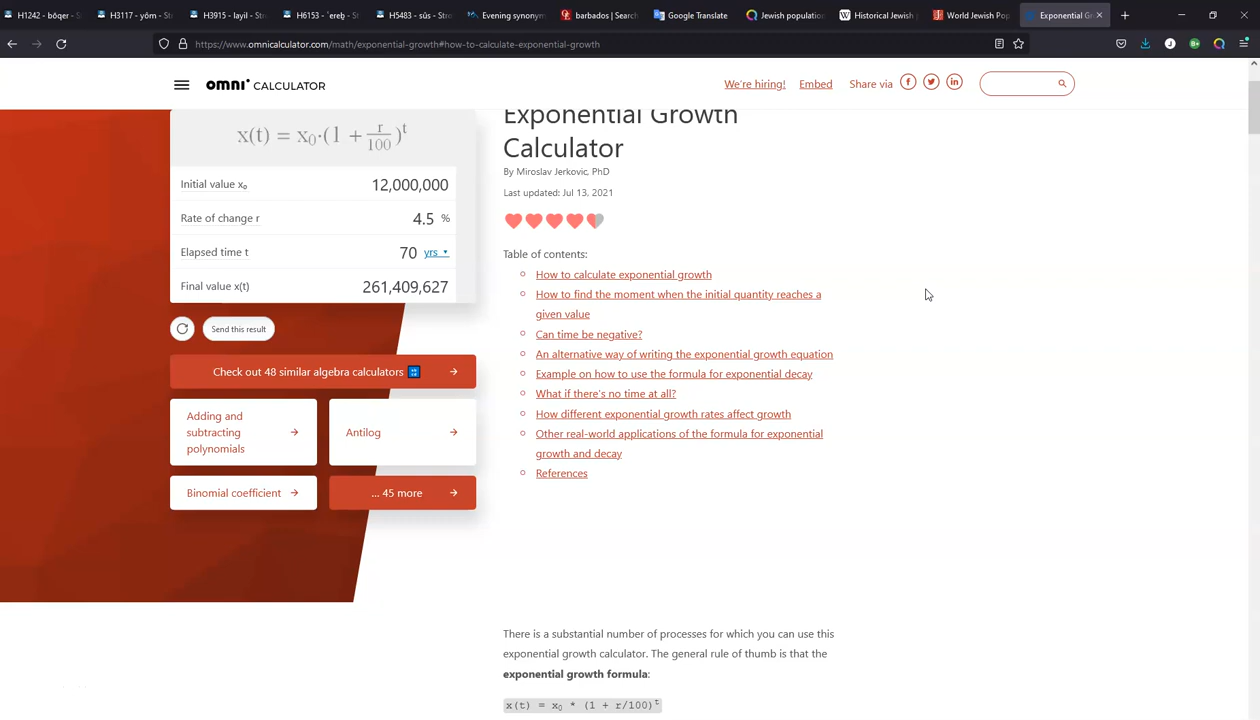 H1242 - bōqer - S
H3117 - yôm - Str
H3915 - layil - Str
H6153 - ʿereḇ - Str
H5483 - sûs - Stro
Evening synonym
barbados | Search
Google Translate
Jewish population
Historical Jewish p
World Jewish Pop
Exponential Gr
https://www.omnicalculator.com/math/exponential-growth#how-to-calculate-exponential-growth
omni CALCULATOR
We're hiring! Embed Share via
x(t) = x₀·(1 + r/100)ᵗ
Initial value x₀ 12,000,000
Rate of change r 4.5 %
Elapsed time t 70 yrs
Final value x(t) 261,409,627
Send this result
Check out 48 similar algebra calculators
Adding and
subtracting
polynomials
Antilog
Binomial coefficient
... 45 more
Exponential Growth
Calculator
By Miroslav Jerkovic, PhD
Last updated: Jul 13, 2021
Table of contents:
How to calculate exponential growth
How to find the moment when the initial quantity reaches a
given value
Can time be negative?
An alternative way of writing the exponential growth equation
Example on how to use the formula for exponential decay
What if there's no time at all?
How different exponential growth rates affect growth
Other real-world applications of the formula for exponential
growth and decay
References
There is a substantial number of processes for which you can use this
exponential growth calculator. The general rule of thumb is that the
exponential growth formula:
x(t) = x₀ * (1 + r/100)ᵗ